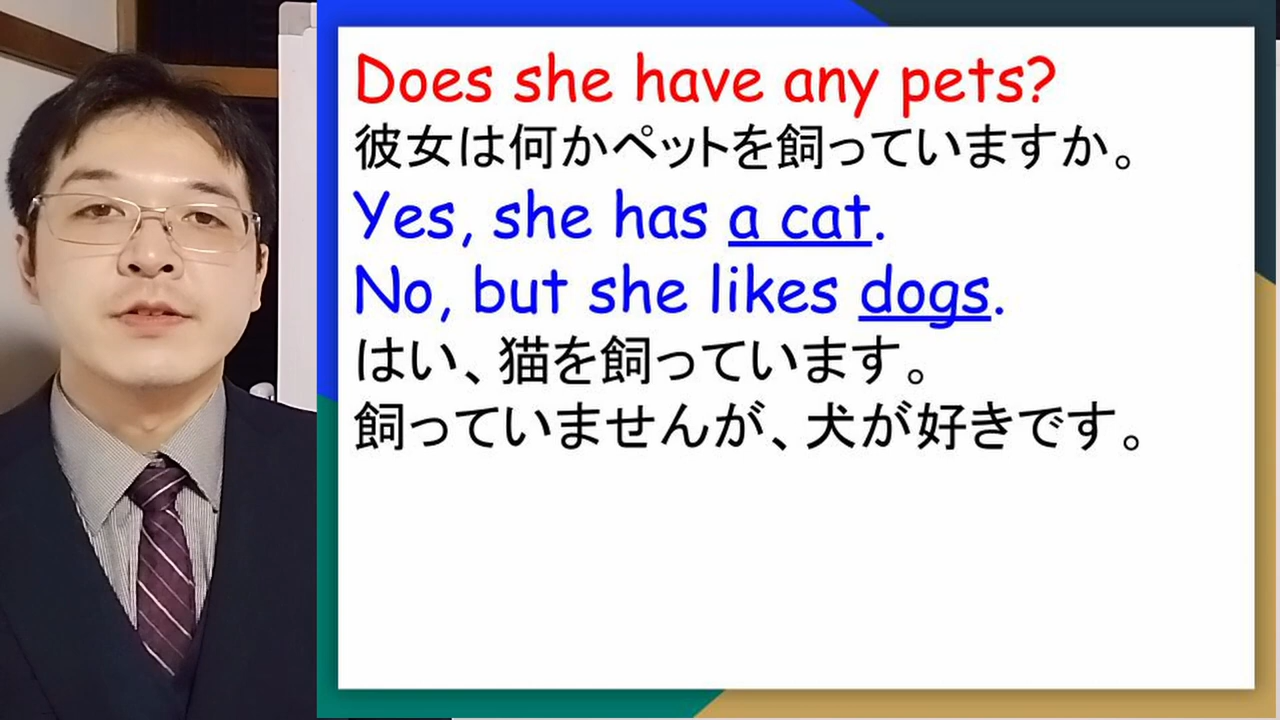 Does she have any pets?
彼女は何かペットを飼っていますか。
Yes, she has a cat.
No, but she likes dogs.
はい、猫を飼っています。
飼っていませんが、犬が好きです。